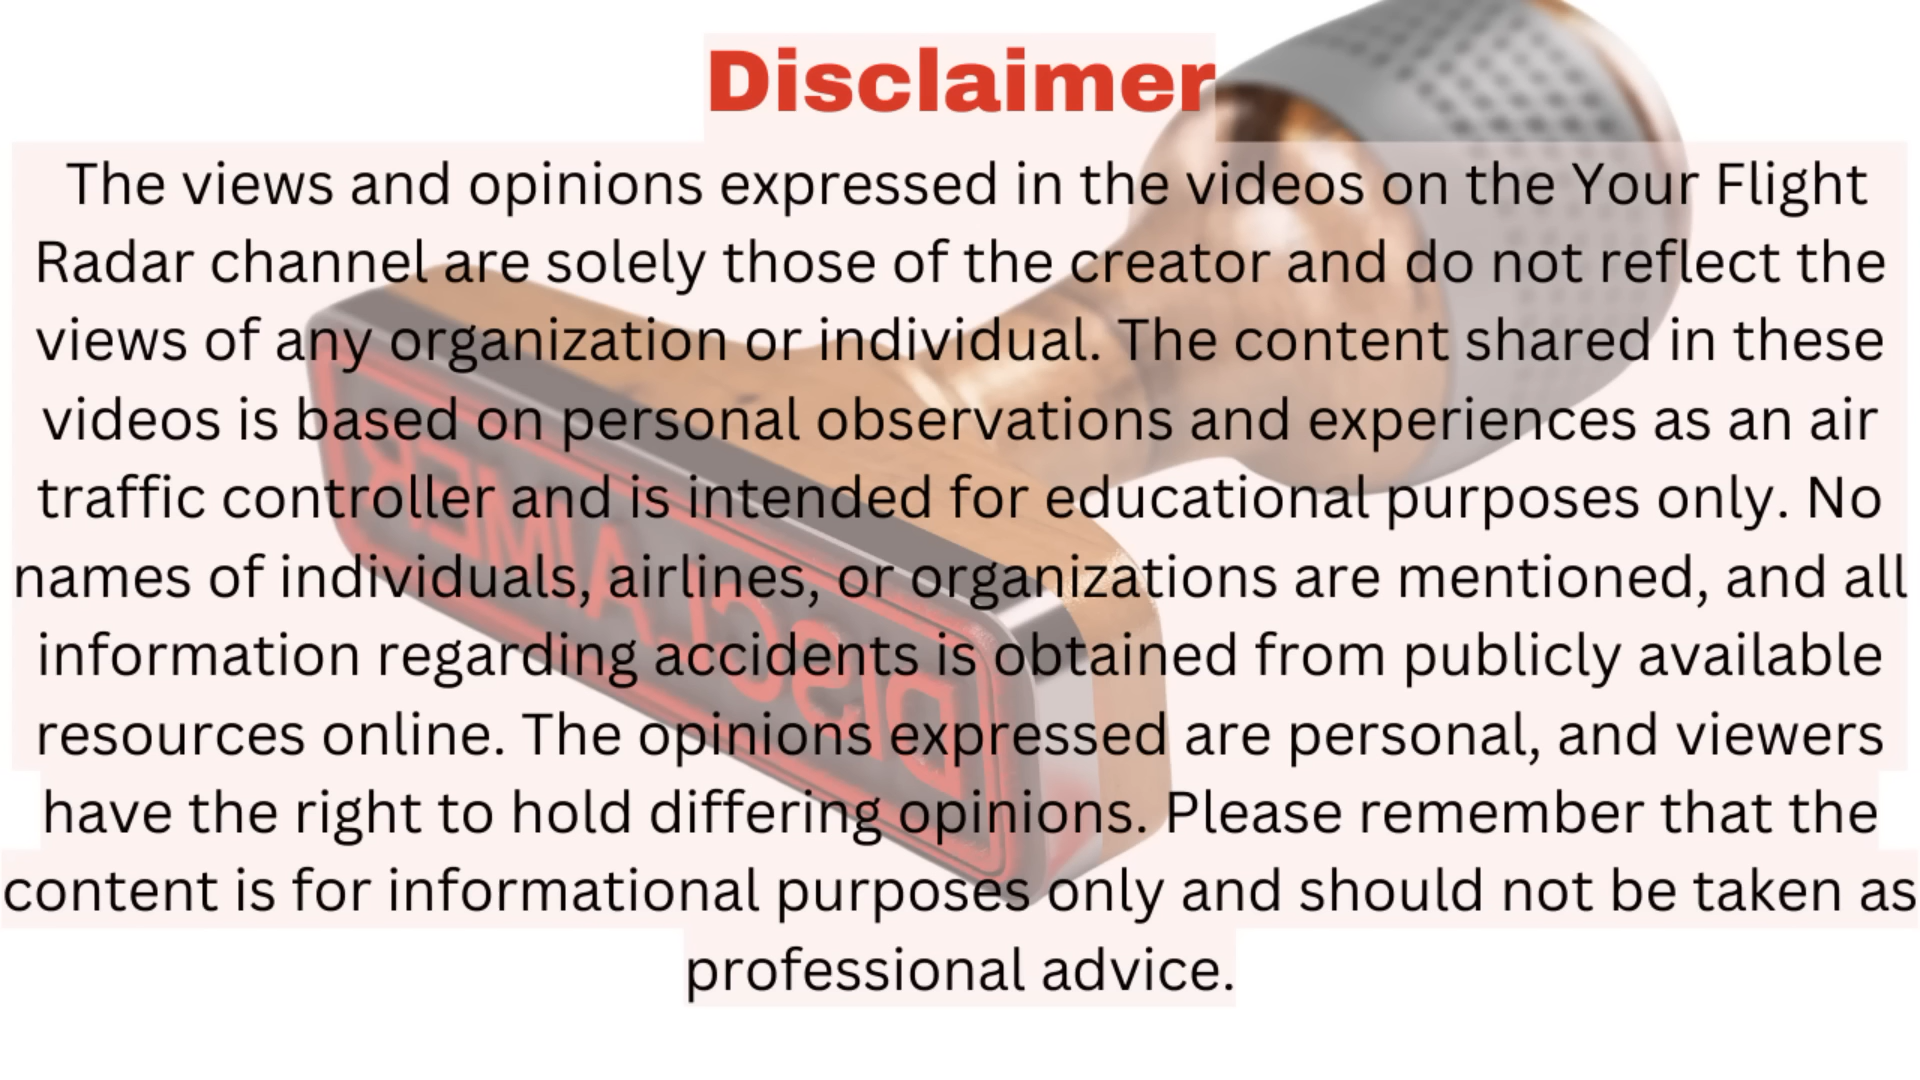 Disclaimer
The views and opinions expressed in the videos on the Your Flight
Radar channel are solely those of the creator and do not reflect the
views of any organization or individual. The content shared in these
videos is based on personal observations and experiences as an air
traffic controller and is intended for educational purposes only. No
names of individuals, airlines, or organizations are mentioned, and all
information regarding accidents is obtained from publicly available
resources online. The opinions expressed are personal, and viewers
have the right to hold differing opinions. Please remember that the
content is for informational purposes only and should not be taken as
professional advice.
DISCLAIMER